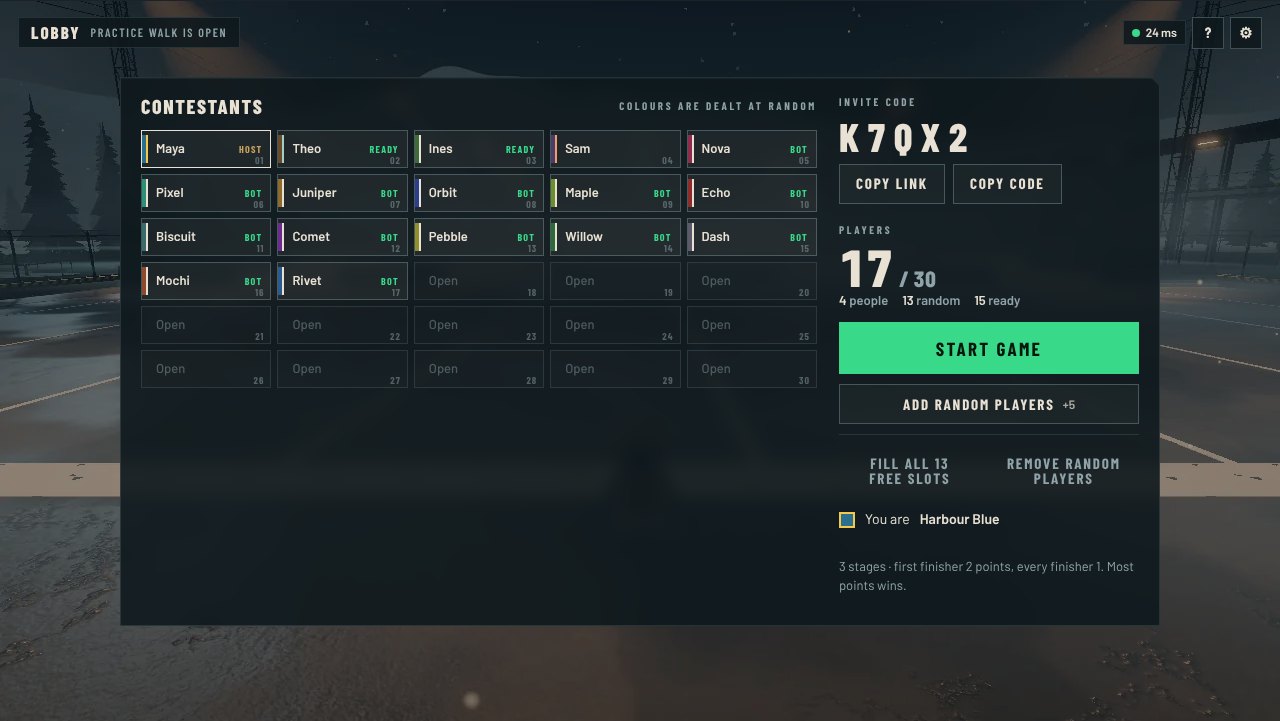 LOBBY PRACTICE WALK IS OPEN
24 ms ? 
CONTESTANTS
COLOURS ARE DEALT AT RANDOM
Maya HOST 01
Theo READY 02
Ines READY 03
Sam 04
Nova BOT 05
Pixel BOT 06
Juniper BOT 07
Orbit BOT 08
Maple BOT 09
Echo BOT 10
Biscuit BOT 11
Comet BOT 12
Pebble BOT 13
Willow BOT 14
Dash BOT 15
Mochi BOT 16
Rivet BOT 17
Open 18
Open 19
Open 20
Open 21
Open 22
Open 23
Open 24
Open 25
Open 26
Open 27
Open 28
Open 29
Open 30
INVITE CODE
K7QX2
COPY LINK
COPY CODE
PLAYERS
17 / 30
4 people 13 random 15 ready
START GAME
ADD RANDOM PLAYERS +5
FILL ALL 13
FREE SLOTS
REMOVE RANDOM
PLAYERS
You are Harbour Blue
3 stages · first finisher 2 points, every finisher 1. Most
points wins.